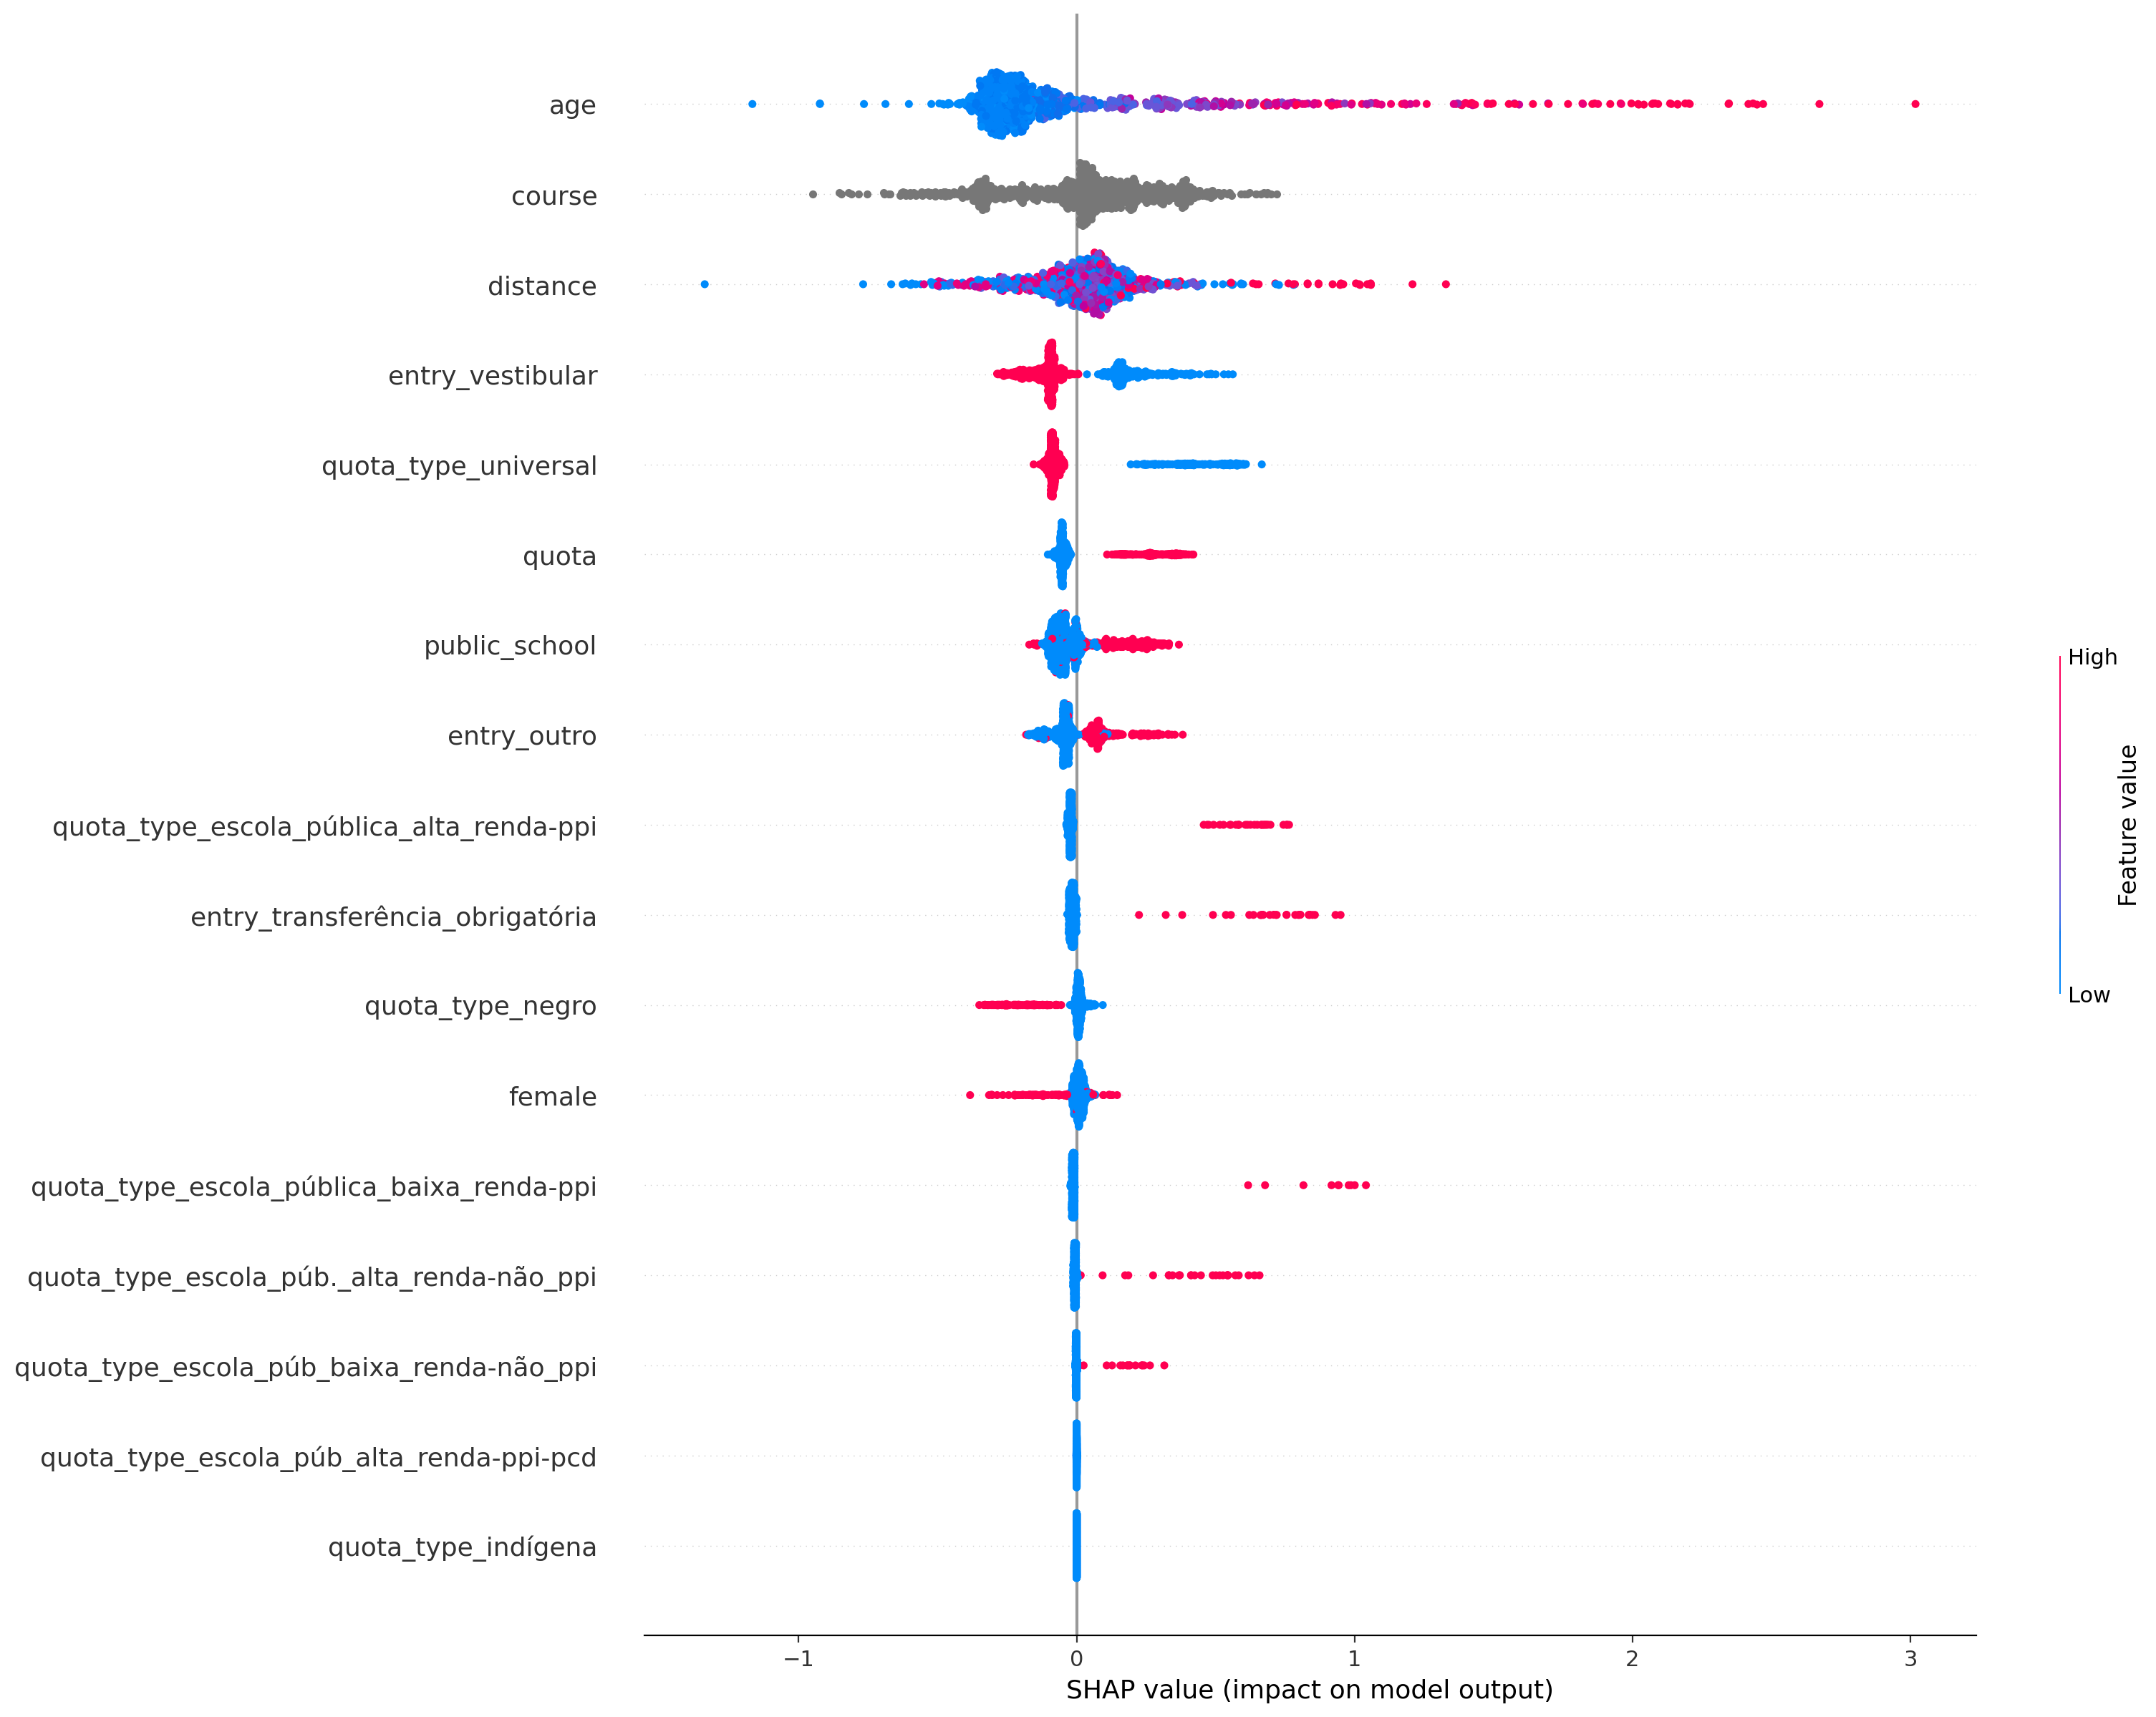 age
course
distance
entry_vestibular
quota_type_universal
quota
public_school
entry_outro
quota_type_escola_pública_alta_renda-ppi
entry_transferência_obrigatória
quota_type_negro
female
quota_type_escola_pública_baixa_renda-ppi
quota_type_escola_púb._alta_renda-não_ppi
quota_type_escola_púb_baixa_renda-não_ppi
quota_type_escola_púb_alta_renda-ppi-pcd
quota_type_indígena
−1 0 1 2 3
SHAP value (impact on model output)
High
Feature value
Low